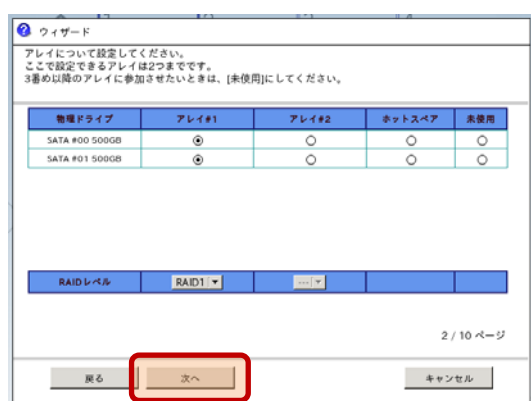 ウィザード
アレイについて設定してください。
ここで設定できるアレイは2つまでです。
3番め以降のアレイに参加させたいときは、[未使用]にしてください。
物理ドライブ アレイ#1 アレイ#2 ホットスペア 未使用
SATA #00 500GB
SATA #01 500GB
RAIDレベル RAID1 ---
2 / 10 ページ
戻る 次へ キャンセル